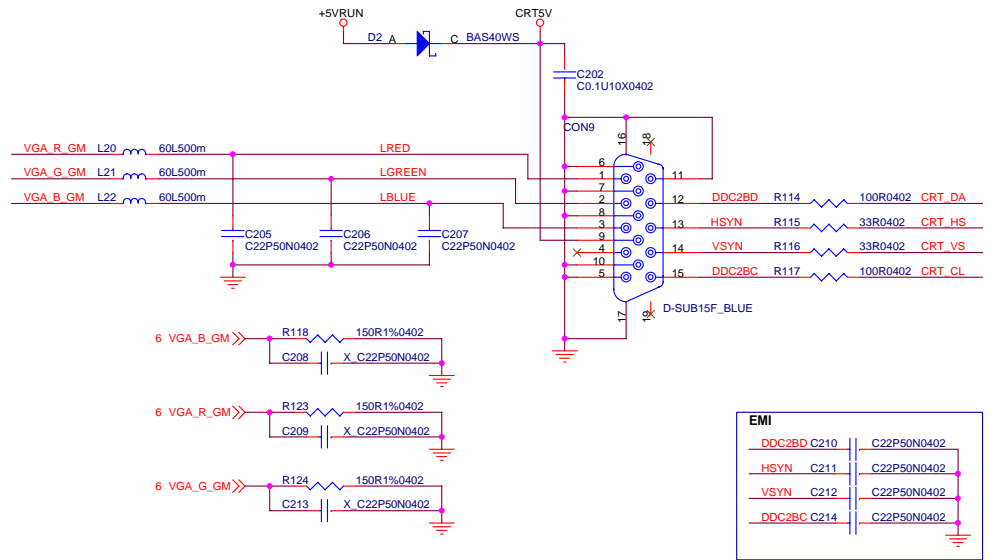 +5VRUN
CRT5V
D2 A C BAS40WS
C202
C0.1U10X0402
CON9
16 18
VGA_R_GM L20 60L500m LRED
VGA_G_GM L21 60L500m LGREEN
VGA_B_GM L22 60L500m LBLUE
6
1 11
7
2 12 DDC2BD R114 100R0402 CRT_DA
8
3 13 HSYN R115 33R0402 CRT_HS
9
4 14 VSYN R116 33R0402 CRT_VS
10
5 15 DDC2BC R117 100R0402 CRT_CL
C205 C206 C207
C22P50N0402 C22P50N0402 C22P50N0402
17 19
D-SUB15F_BLUE
6 VGA_B_GM R118 150R1%0402
C208 X_C22P50N0402
6 VGA_R_GM R123 150R1%0402
C209 X_C22P50N0402
6 VGA_G_GM R124 150R1%0402
C213 X_C22P50N0402
EMI
DDC2BD C210 C22P50N0402
HSYN C211 C22P50N0402
VSYN C212 C22P50N0402
DDC2BC C214 C22P50N0402